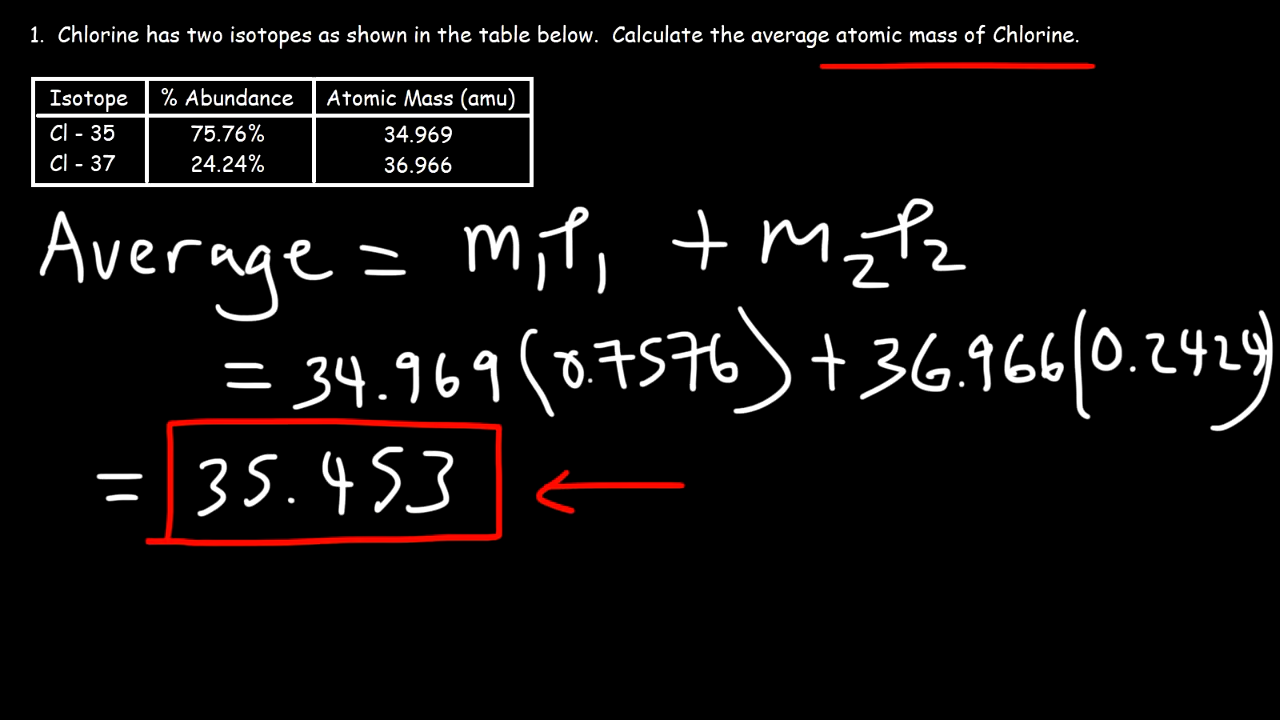 1. Chlorine has two isotopes as shown in the table below. Calculate the average atomic mass of Chlorine.
Isotope % Abundance Atomic Mass (amu)
Cl - 35 75.76% 34.969
Cl - 37 24.24% 36.966
Average = m₁P₁ + m₂P₂
= 34.969(0.7576) + 36.966(0.2424)
= 35.453